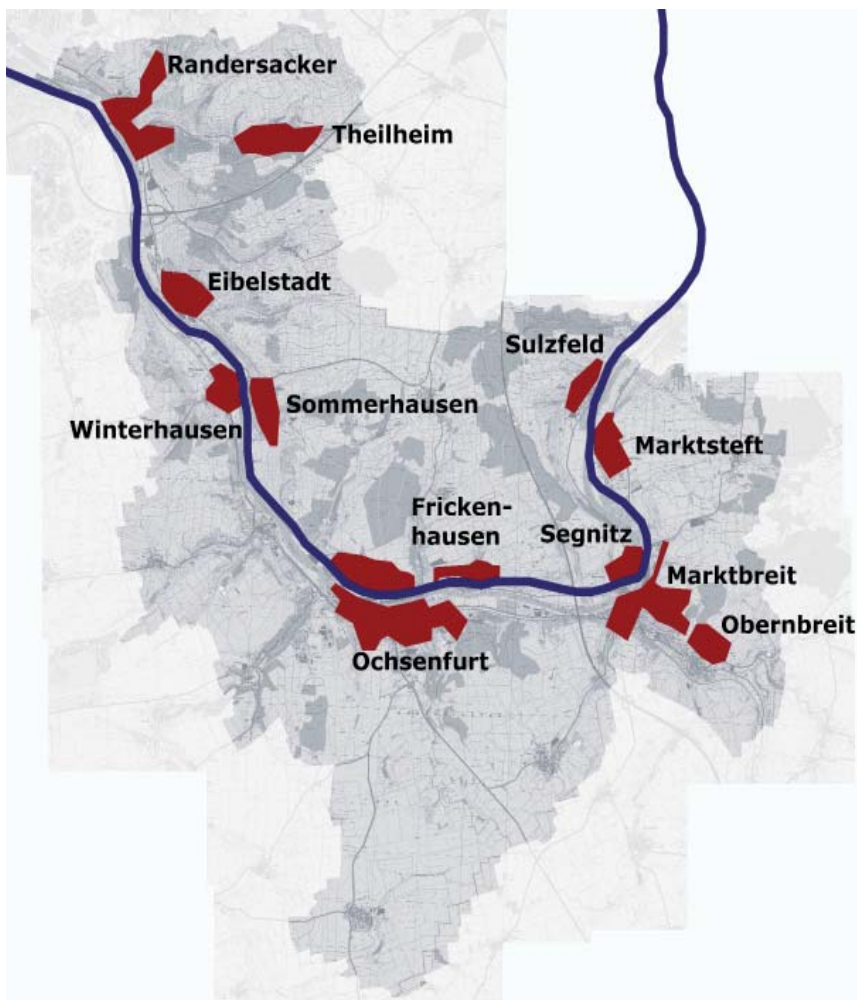 Randersacker
Theilheim
Eibelstadt
Sulzfeld
Sommerhausen
Winterhausen
Marktsteft
Fricken-
hausen
Segnitz
Marktbreit
Obernbreit
Ochsenfurt